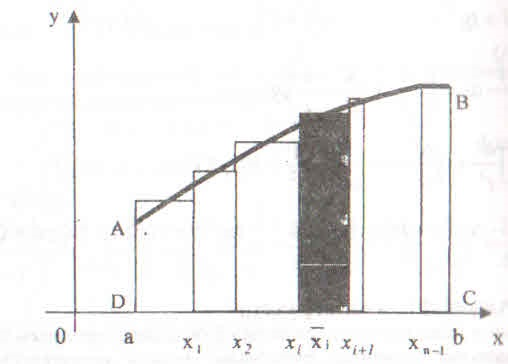 y
A
B
D
C
0 a x₁ x₂ xᵢ x̅ᵢ xᵢ₊₁ xₙ₋₁ b x